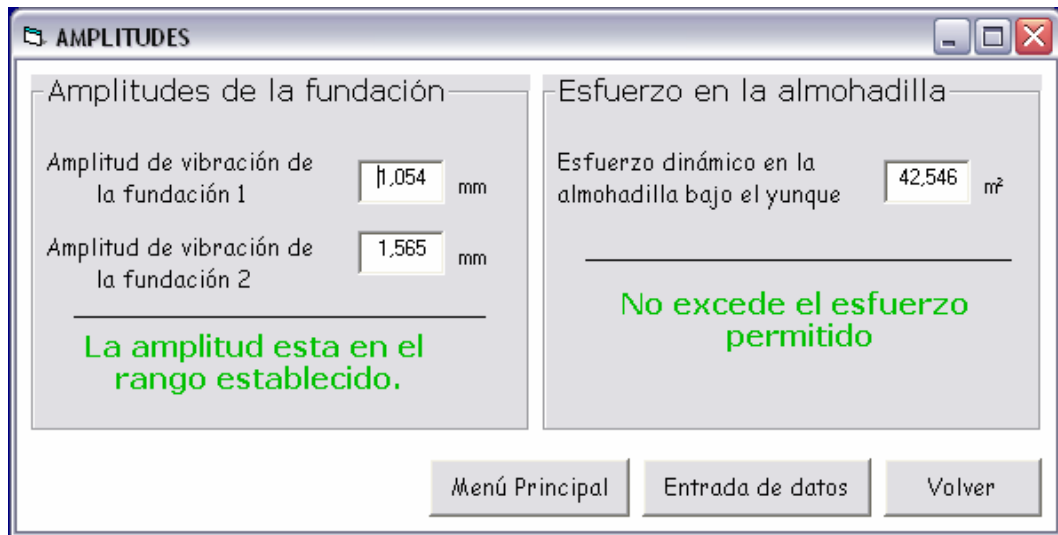 AMPLITUDES
Amplitudes de la fundación
Amplitud de vibración de
la fundación 1
1,054
mm
Amplitud de vibración de
la fundación 2
1,565
mm
La amplitud esta en el
rango establecido.
Esfuerzo en la almohadilla
Esfuerzo dinámico en la
almohadilla bajo el yunque
42,546
m²
No excede el esfuerzo
permitido
Menú Principal
Entrada de datos
Volver